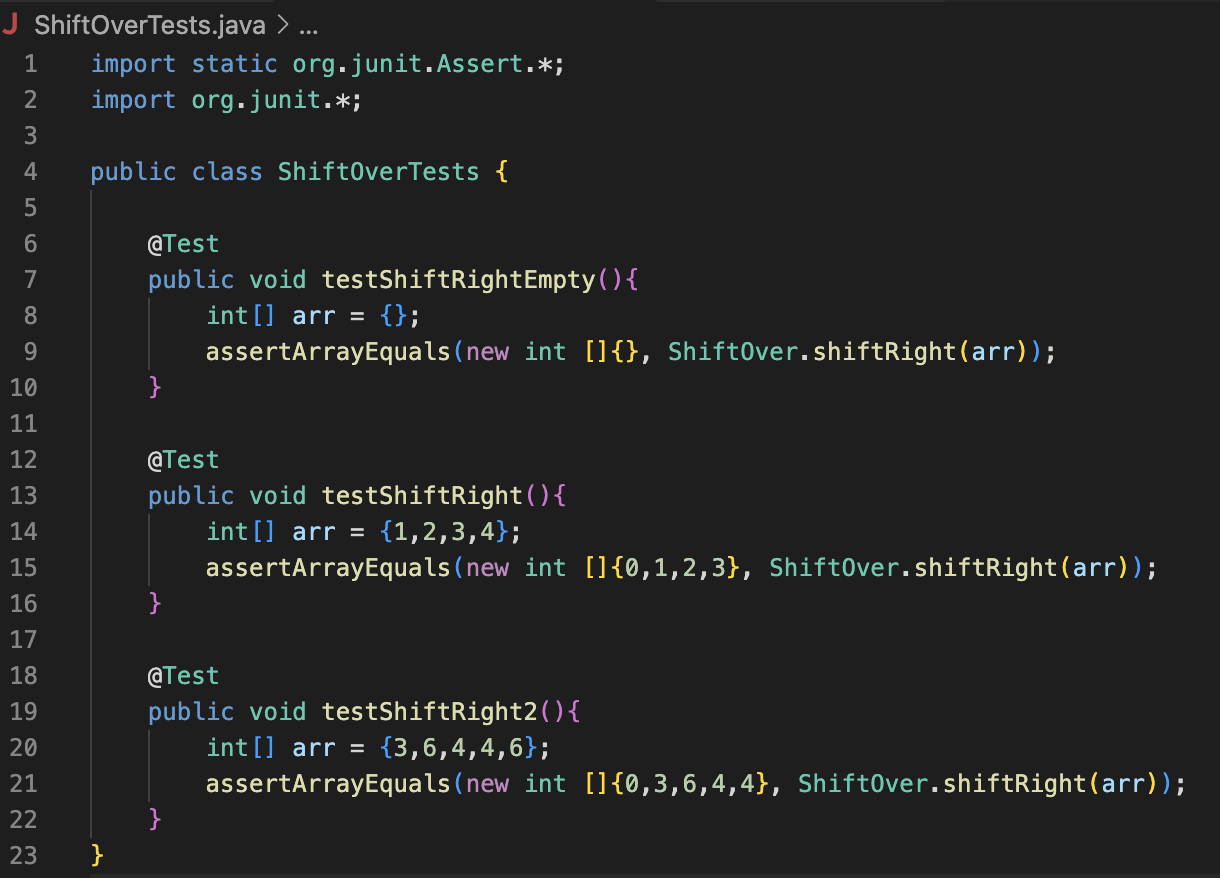 J ShiftOverTests.java > ...
1 import static org.junit.Assert.*;
2 import org.junit.*;
3
4 public class ShiftOverTests {
5
6     @Test
7     public void testShiftRightEmpty(){
8         int[] arr = {};
9         assertArrayEquals(new int []{}, ShiftOver.shiftRight(arr));
10     }
11
12     @Test
13     public void testShiftRight(){
14         int[] arr = {1,2,3,4};
15         assertArrayEquals(new int []{0,1,2,3}, ShiftOver.shiftRight(arr));
16     }
17
18     @Test
19     public void testShiftRight2(){
20         int[] arr = {3,6,4,4,6};
21         assertArrayEquals(new int []{0,3,6,4,4}, ShiftOver.shiftRight(arr));
22     }
23 }